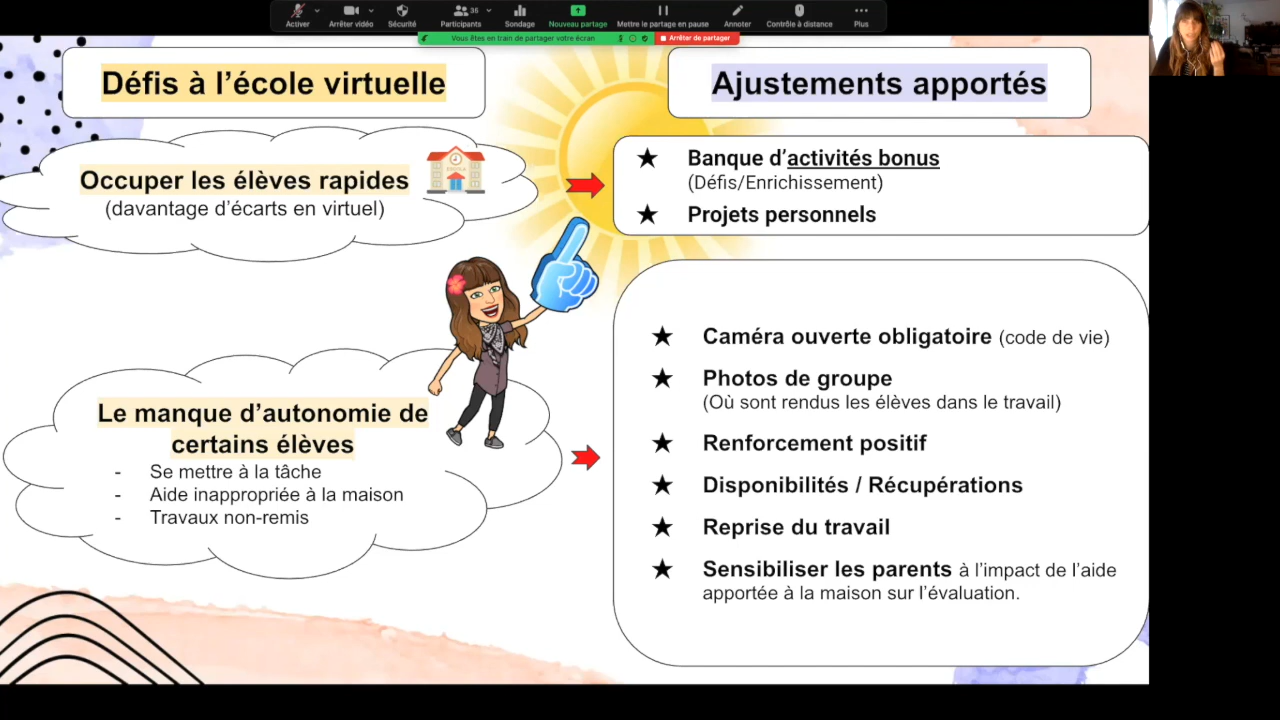 Activer
Arrêter vidéo
Sécurité
Participants
36
Sondage
Nouveau partage
Mettre le partage en pause
Annoter
Contrôle à distance
Plus
Vous êtes en train de partager votre écran
Arrêter de partager
Défis à l'école virtuelle
Ajustements apportés
Occuper les élèves rapides
(davantage d'écarts en virtuel)
★ Banque d'activités bonus
(Défis/Enrichissement)
★ Projets personnels
Le manque d'autonomie de
certains élèves
- Se mettre à la tâche
- Aide inappropriée à la maison
- Travaux non-remis
★ Caméra ouverte obligatoire (code de vie)
★ Photos de groupe
(Où sont rendus les élèves dans le travail)
★ Renforcement positif
★ Disponibilités / Récupérations
★ Reprise du travail
★ Sensibiliser les parents à l'impact de l'aide
apportée à la maison sur l'évaluation.